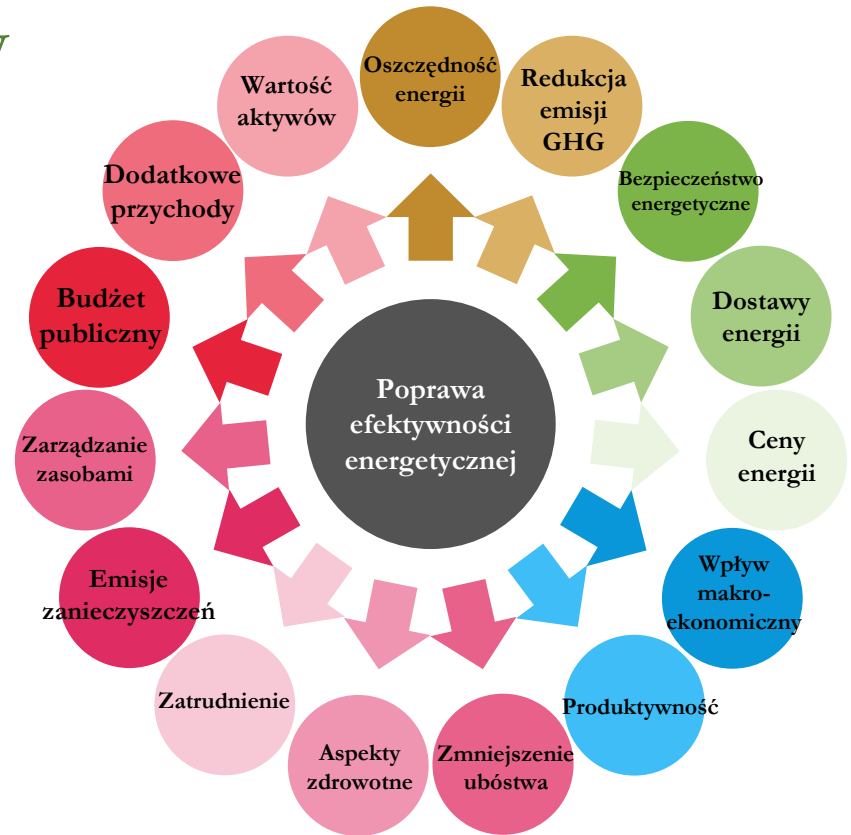 Oszczędność
energii
Redukcja
emisji
GHG
Bezpieczeństwo
energetyczne
Dostawy
energii
Ceny
energii
Wpływ
makro-
ekonomiczny
Produktywność
Zmniejszenie
ubóstwa
Aspekty
zdrowotne
Zatrudnienie
Emisje
zanieczyszczeń
Zarządzanie
zasobami
Budżet
publiczny
Dodatkowe
przychody
Wartość
aktywów
Poprawa
efektywności
energetycznej